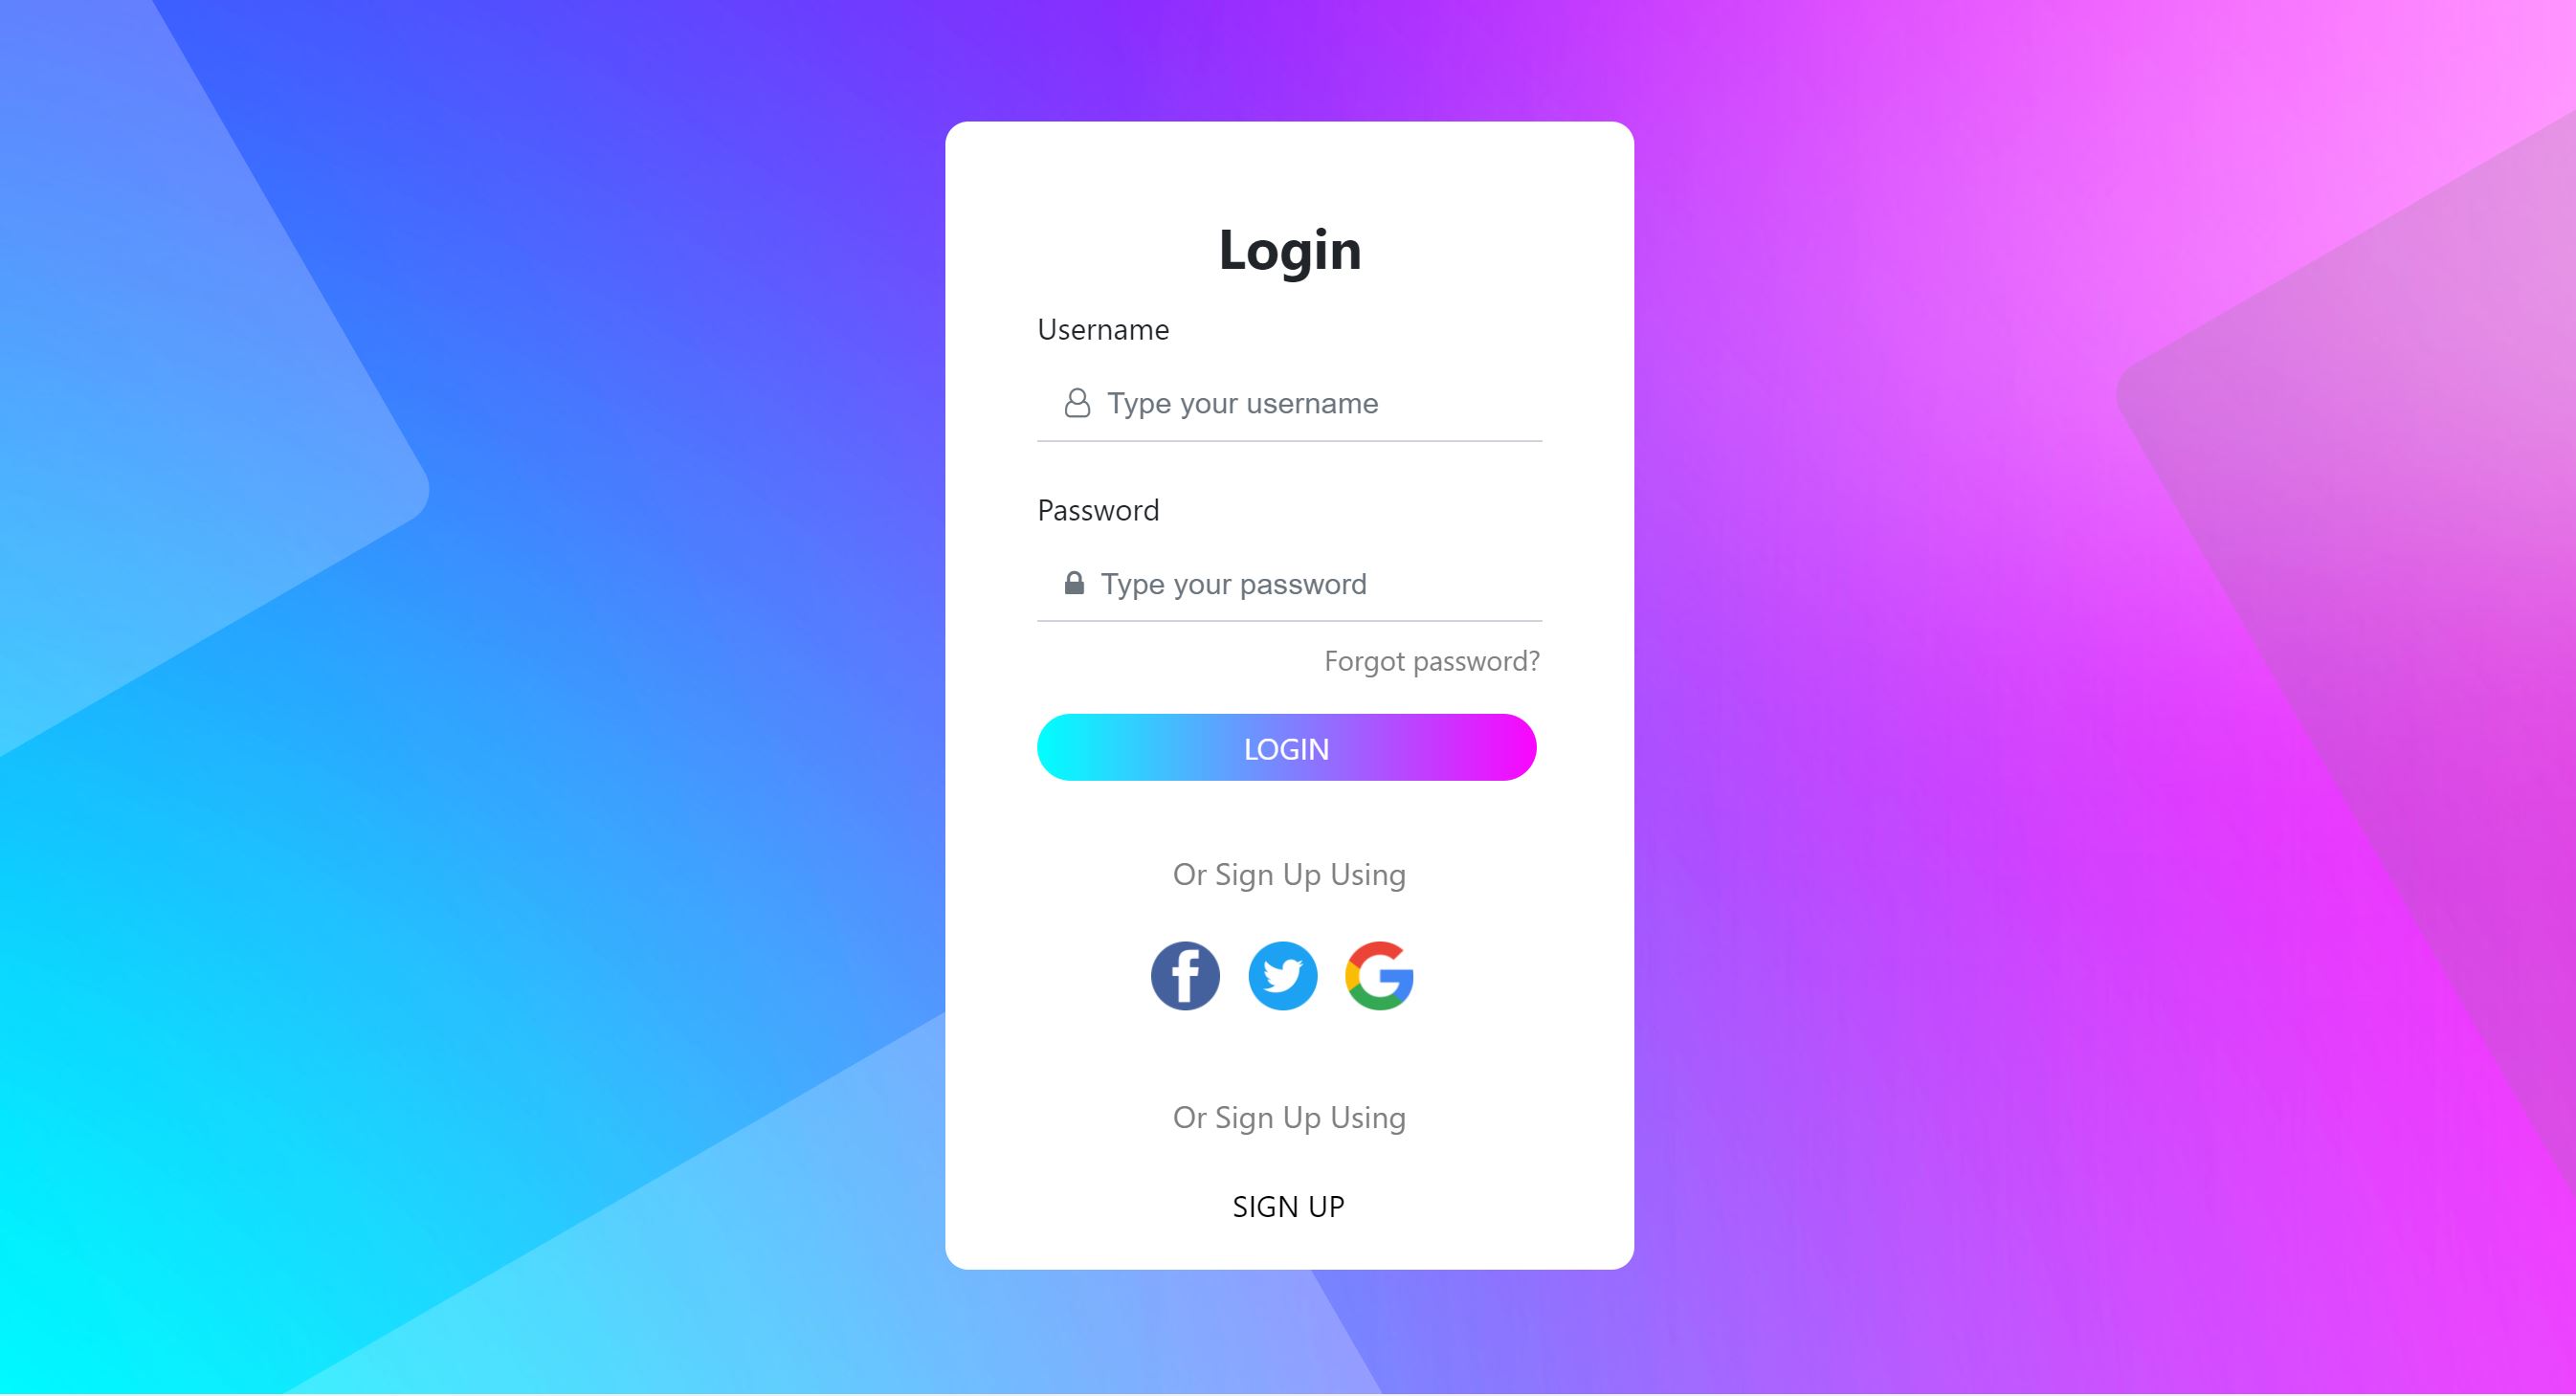 Login
Username
Type your username
Password
Type your password
Forgot password?
LOGIN
Or Sign Up Using
Or Sign Up Using
SIGN UP